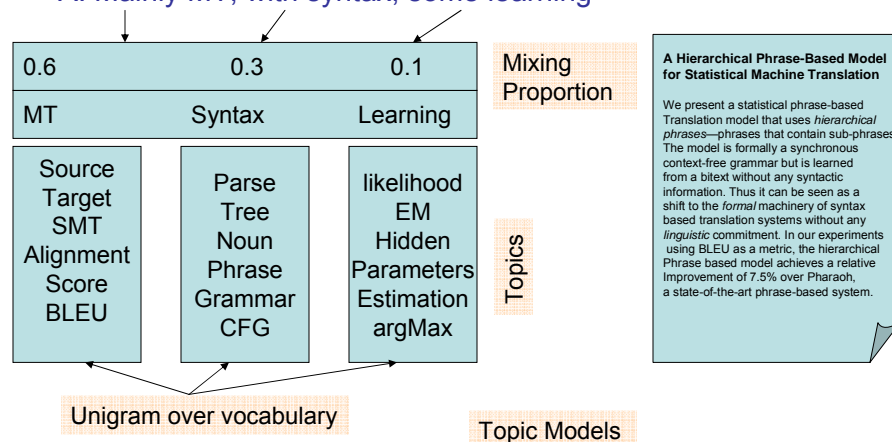 A: Mainly MT, with syntax, some learning
0.6 0.3 0.1
MT Syntax Learning
Mixing
Proportion
Source
Target
SMT
Alignment
Score
BLEU
Parse
Tree
Noun
Phrase
Grammar
CFG
likelihood
EM
Hidden
Parameters
Estimation
argMax
Topics
Unigram over vocabulary
Topic Models
A Hierarchical Phrase-Based Model
for Statistical Machine Translation
We present a statistical phrase-based
Translation model that uses hierarchical
phrases—phrases that contain sub-phrases
The model is formally a synchronous
context-free grammar but is learned
from a bitext without any syntactic
information. Thus it can be seen as a
shift to the formal machinery of syntax
based translation systems without any
linguistic commitment. In our experiments
using BLEU as a metric, the hierarchical
Phrase based model achieves a relative
Improvement of 7.5% over Pharaoh,
a state-of-the-art phrase-based system.